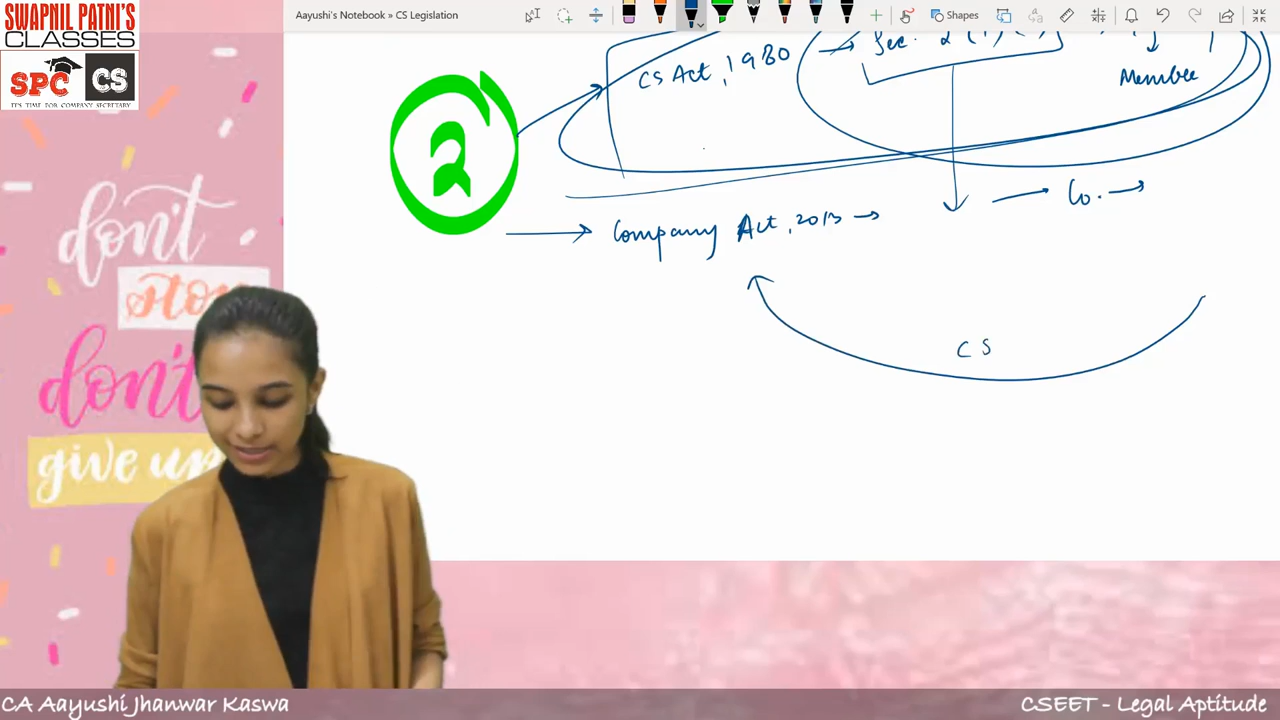 SWAPNIL PATNI'S
CLASSES
SPC CS
IT'S TIME FOR COMPANY SECRETARY
Aayushi's Notebook » CS Legislation
Shapes
CS Act, 1980
Sec. 2 (1) (
Member
2
Co.
Company Act, 2013
CS
don't
stop
don't
give up
CA Aayushi Jhanwar Kaswa
CSEET - Legal Aptitude